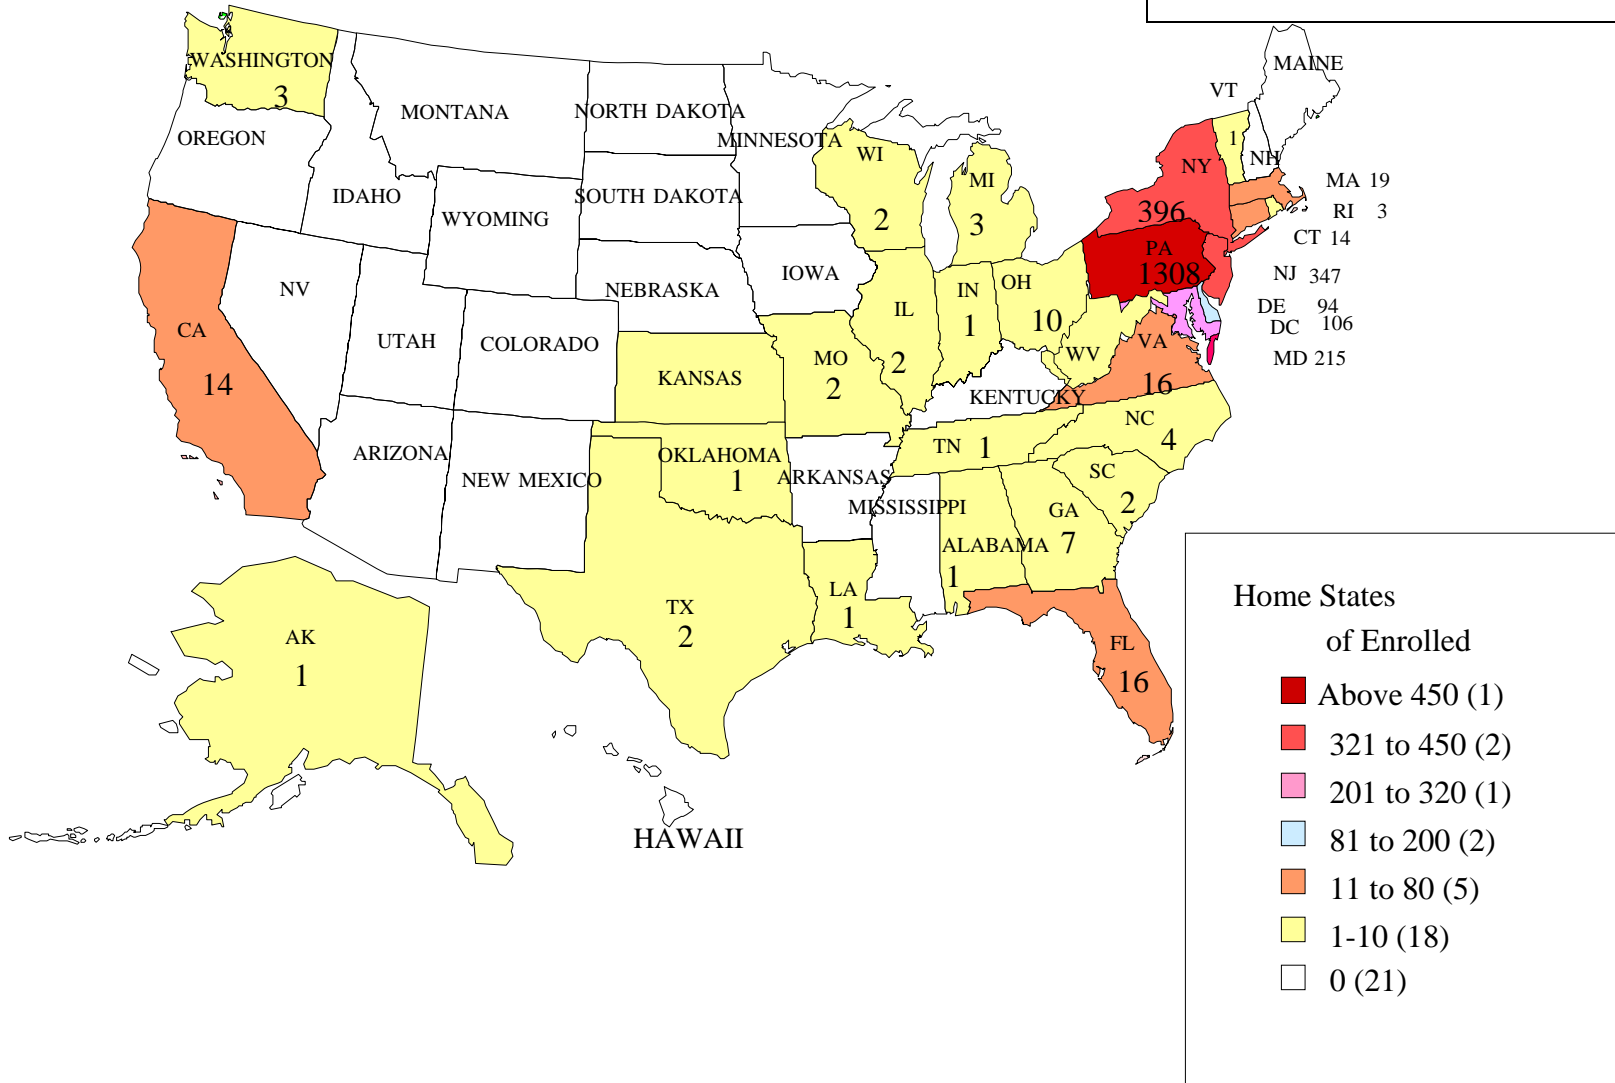 WASHINGTON
3
OREGON
MONTANA
IDAHO
WYOMING
NORTH DAKOTA
SOUTH DAKOTA
MINNESOTA
WI
2
MI
3
MAINE
VT
1
NH
NY
396
MA 19
RI 3
CT 14
PA
1308
NJ 347
DE 94
DC 106
MD 215
NV
CA
14
UTAH
COLORADO
NEBRASKA
IOWA
IL
2
IN
1
OH
10
WV
VA
16
KANSAS
MO
2
KENTUCKY
NC
4
TN 1
SC
2
ARIZONA
NEW MEXICO
OKLAHOMA
1
ARKANSAS
MISSISSIPPI
ALABAMA
1
GA
7
TX
2
LA
1
FL
16
AK
1
HAWAII
Home States
of Enrolled
Above 450 (1)
321 to 450 (2)
201 to 320 (1)
81 to 200 (2)
11 to 80 (5)
1-10 (18)
0 (21)